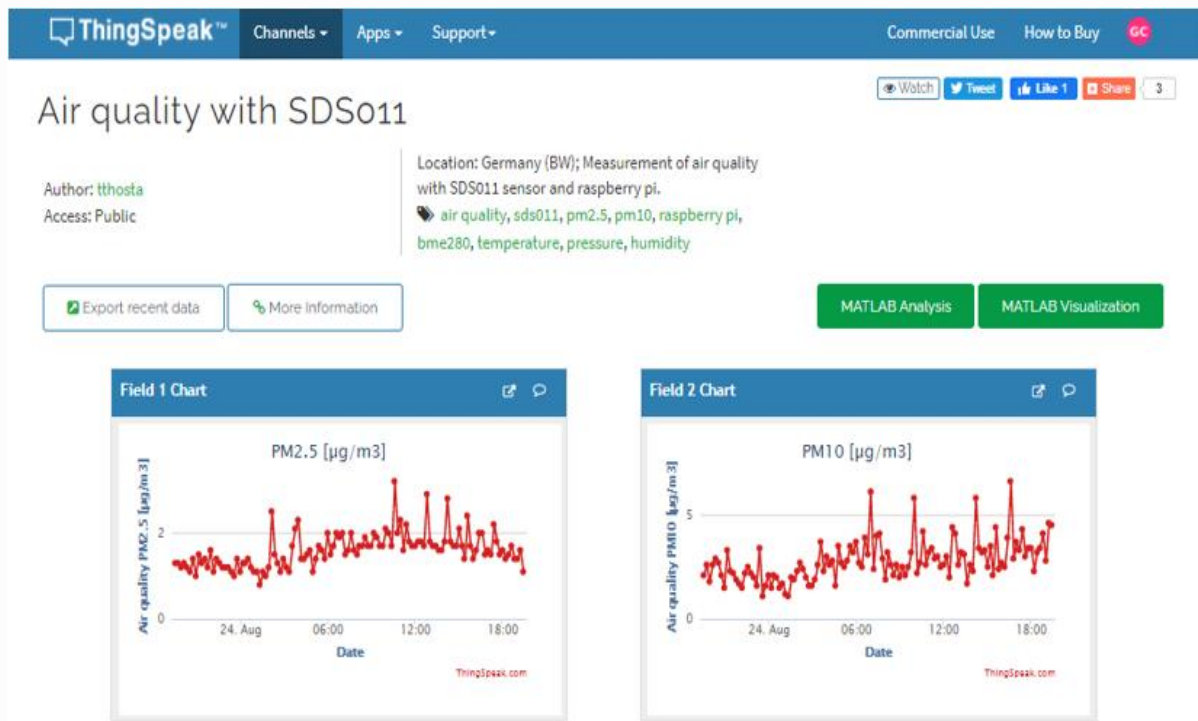 ThingSpeak™ Channels Apps Support Commercial Use How to Buy GC
Watch Tweet Like 1 Share 3
Air quality with SDS011
Author: tthosta
Access: Public
Location: Germany (BW); Measurement of air quality
with SDS011 sensor and raspberry pi.
air quality, sds011, pm2.5, pm10, raspberry pi,
bme280, temperature, pressure, humidity
Export recent data More Information MATLAB Analysis MATLAB Visualization
Field 1 Chart
PM2.5 [µg/m3]
Air quality PM2.5 [µg/m3]
2
0
24. Aug 06:00 12:00 18:00
Date
ThingSpeak.com
Field 2 Chart
PM10 [µg/m3]
Air quality PM10 [µg/m3]
5
0
24. Aug 06:00 12:00 18:00
Date
ThingSpeak.com